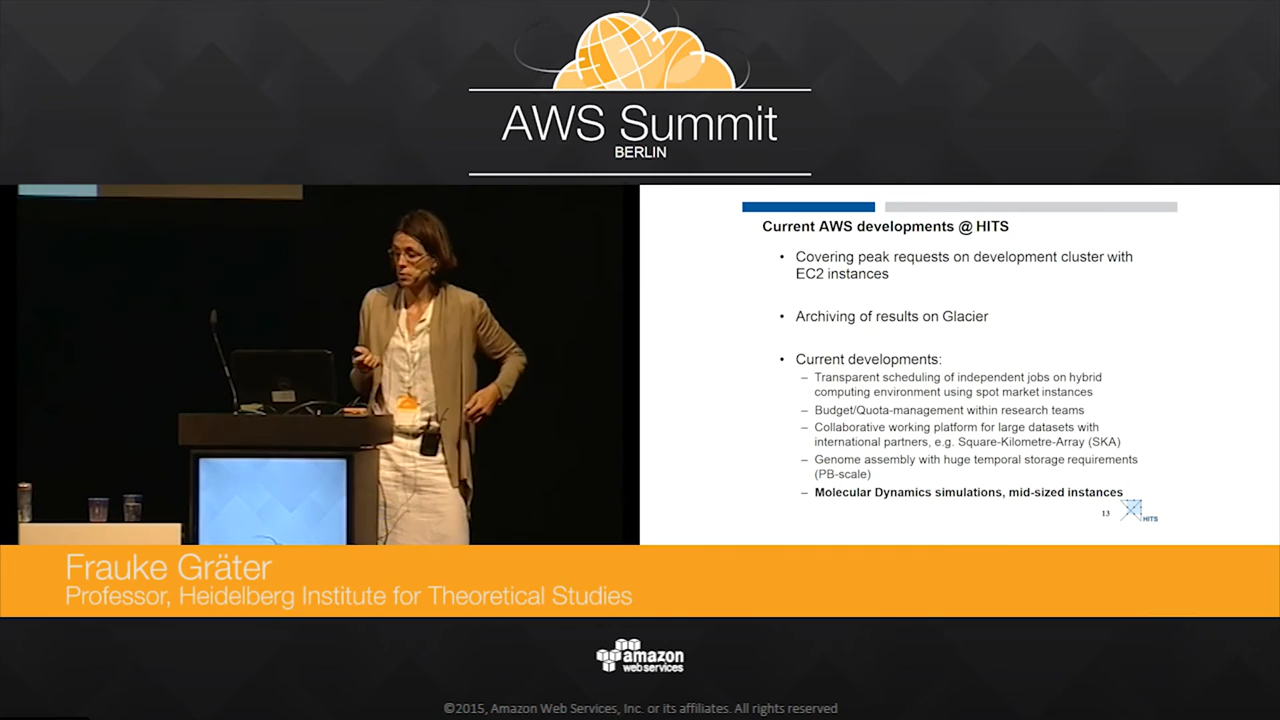 AWS Summit
BERLIN
Current AWS developments @ HITS
• Covering peak requests on development cluster with
EC2 instances
• Archiving of results on Glacier
• Current developments:
– Transparent scheduling of independent jobs on hybrid
computing environment using spot market instances
– Budget/Quota-management within research teams
– Collaborative working platform for large datasets with
international partners, e.g. Square-Kilometre-Array (SKA)
– Genome assembly with huge temporal storage requirements
(PB-scale)
– Molecular Dynamics simulations, mid-sized instances
13
HITS
Frauke Gräter
Professor, Heidelberg Institute for Theoretical Studies
amazon
web services
©2015, Amazon Web Services, Inc. or its affiliates. All rights reserved